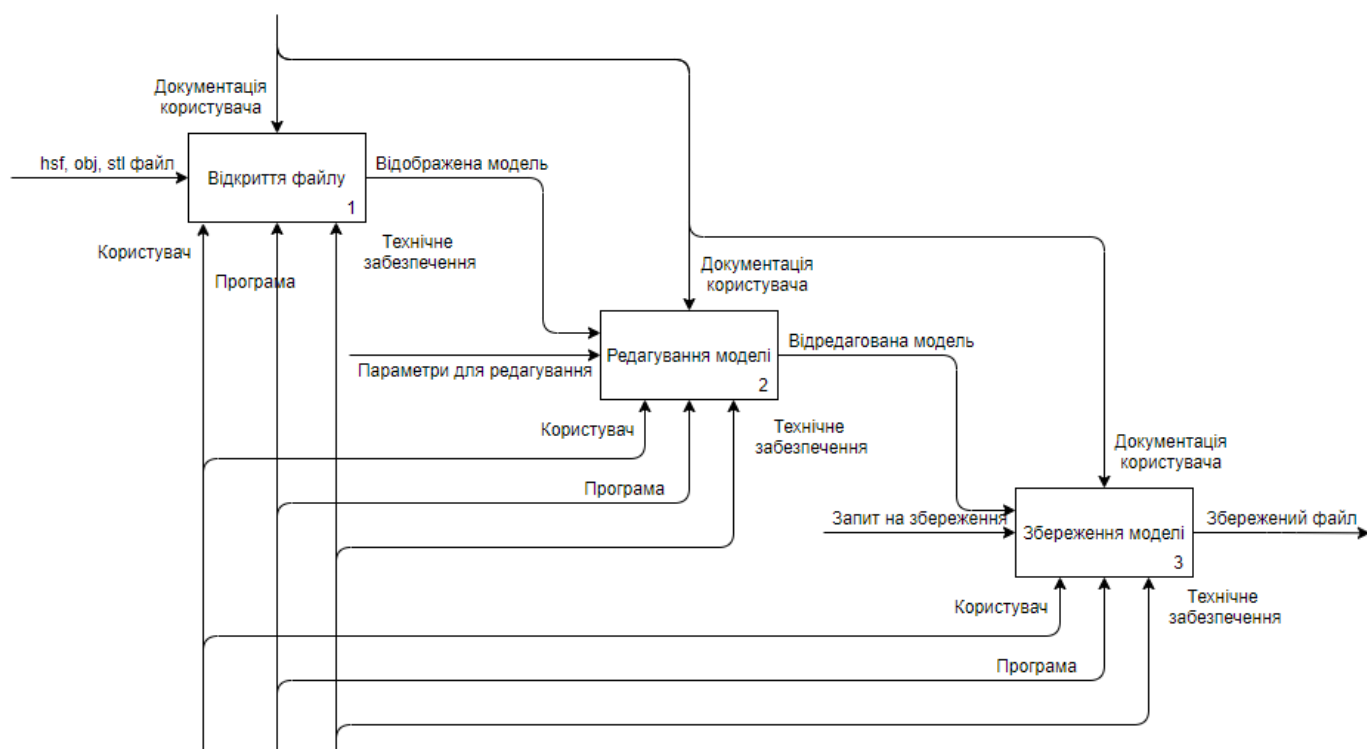 Документація
користувача
hsf, obj, stl файл
Відкриття файлу
1
Відображена модель
Користувач
Програма
Технічне
забезпечення
Документація
користувача
Параметри для редагування
Редагування моделі
2
Відредагована модель
Користувач
Програма
Технічне
забезпечення
Документація
користувача
Запит на збереження
Збереження моделі
3
Збережений файл
Користувач
Програма
Технічне
забезпечення